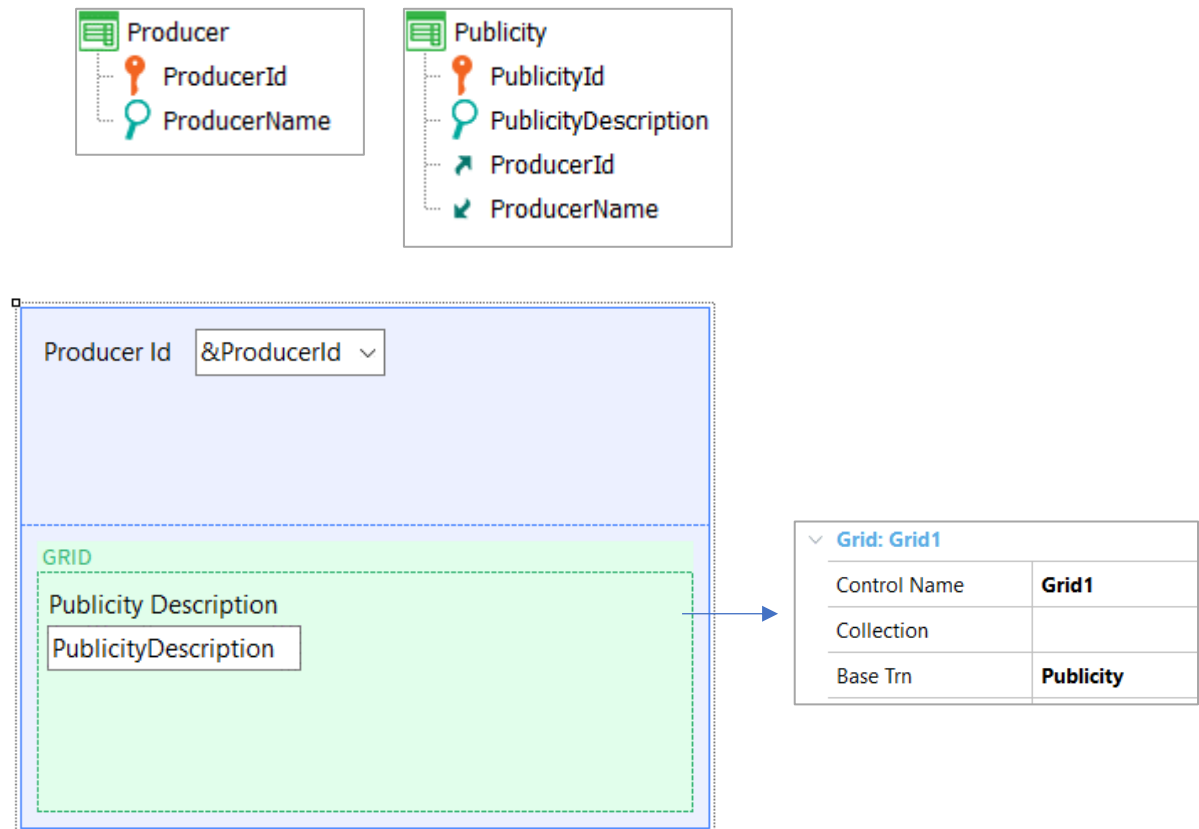 Producer
ProducerId
ProducerName
Publicity
PublicityId
PublicityDescription
ProducerId
ProducerName
Producer Id &ProducerId
GRID
Publicity Description
PublicityDescription
Grid: Grid1
Control Name Grid1
Collection
Base Trn Publicity